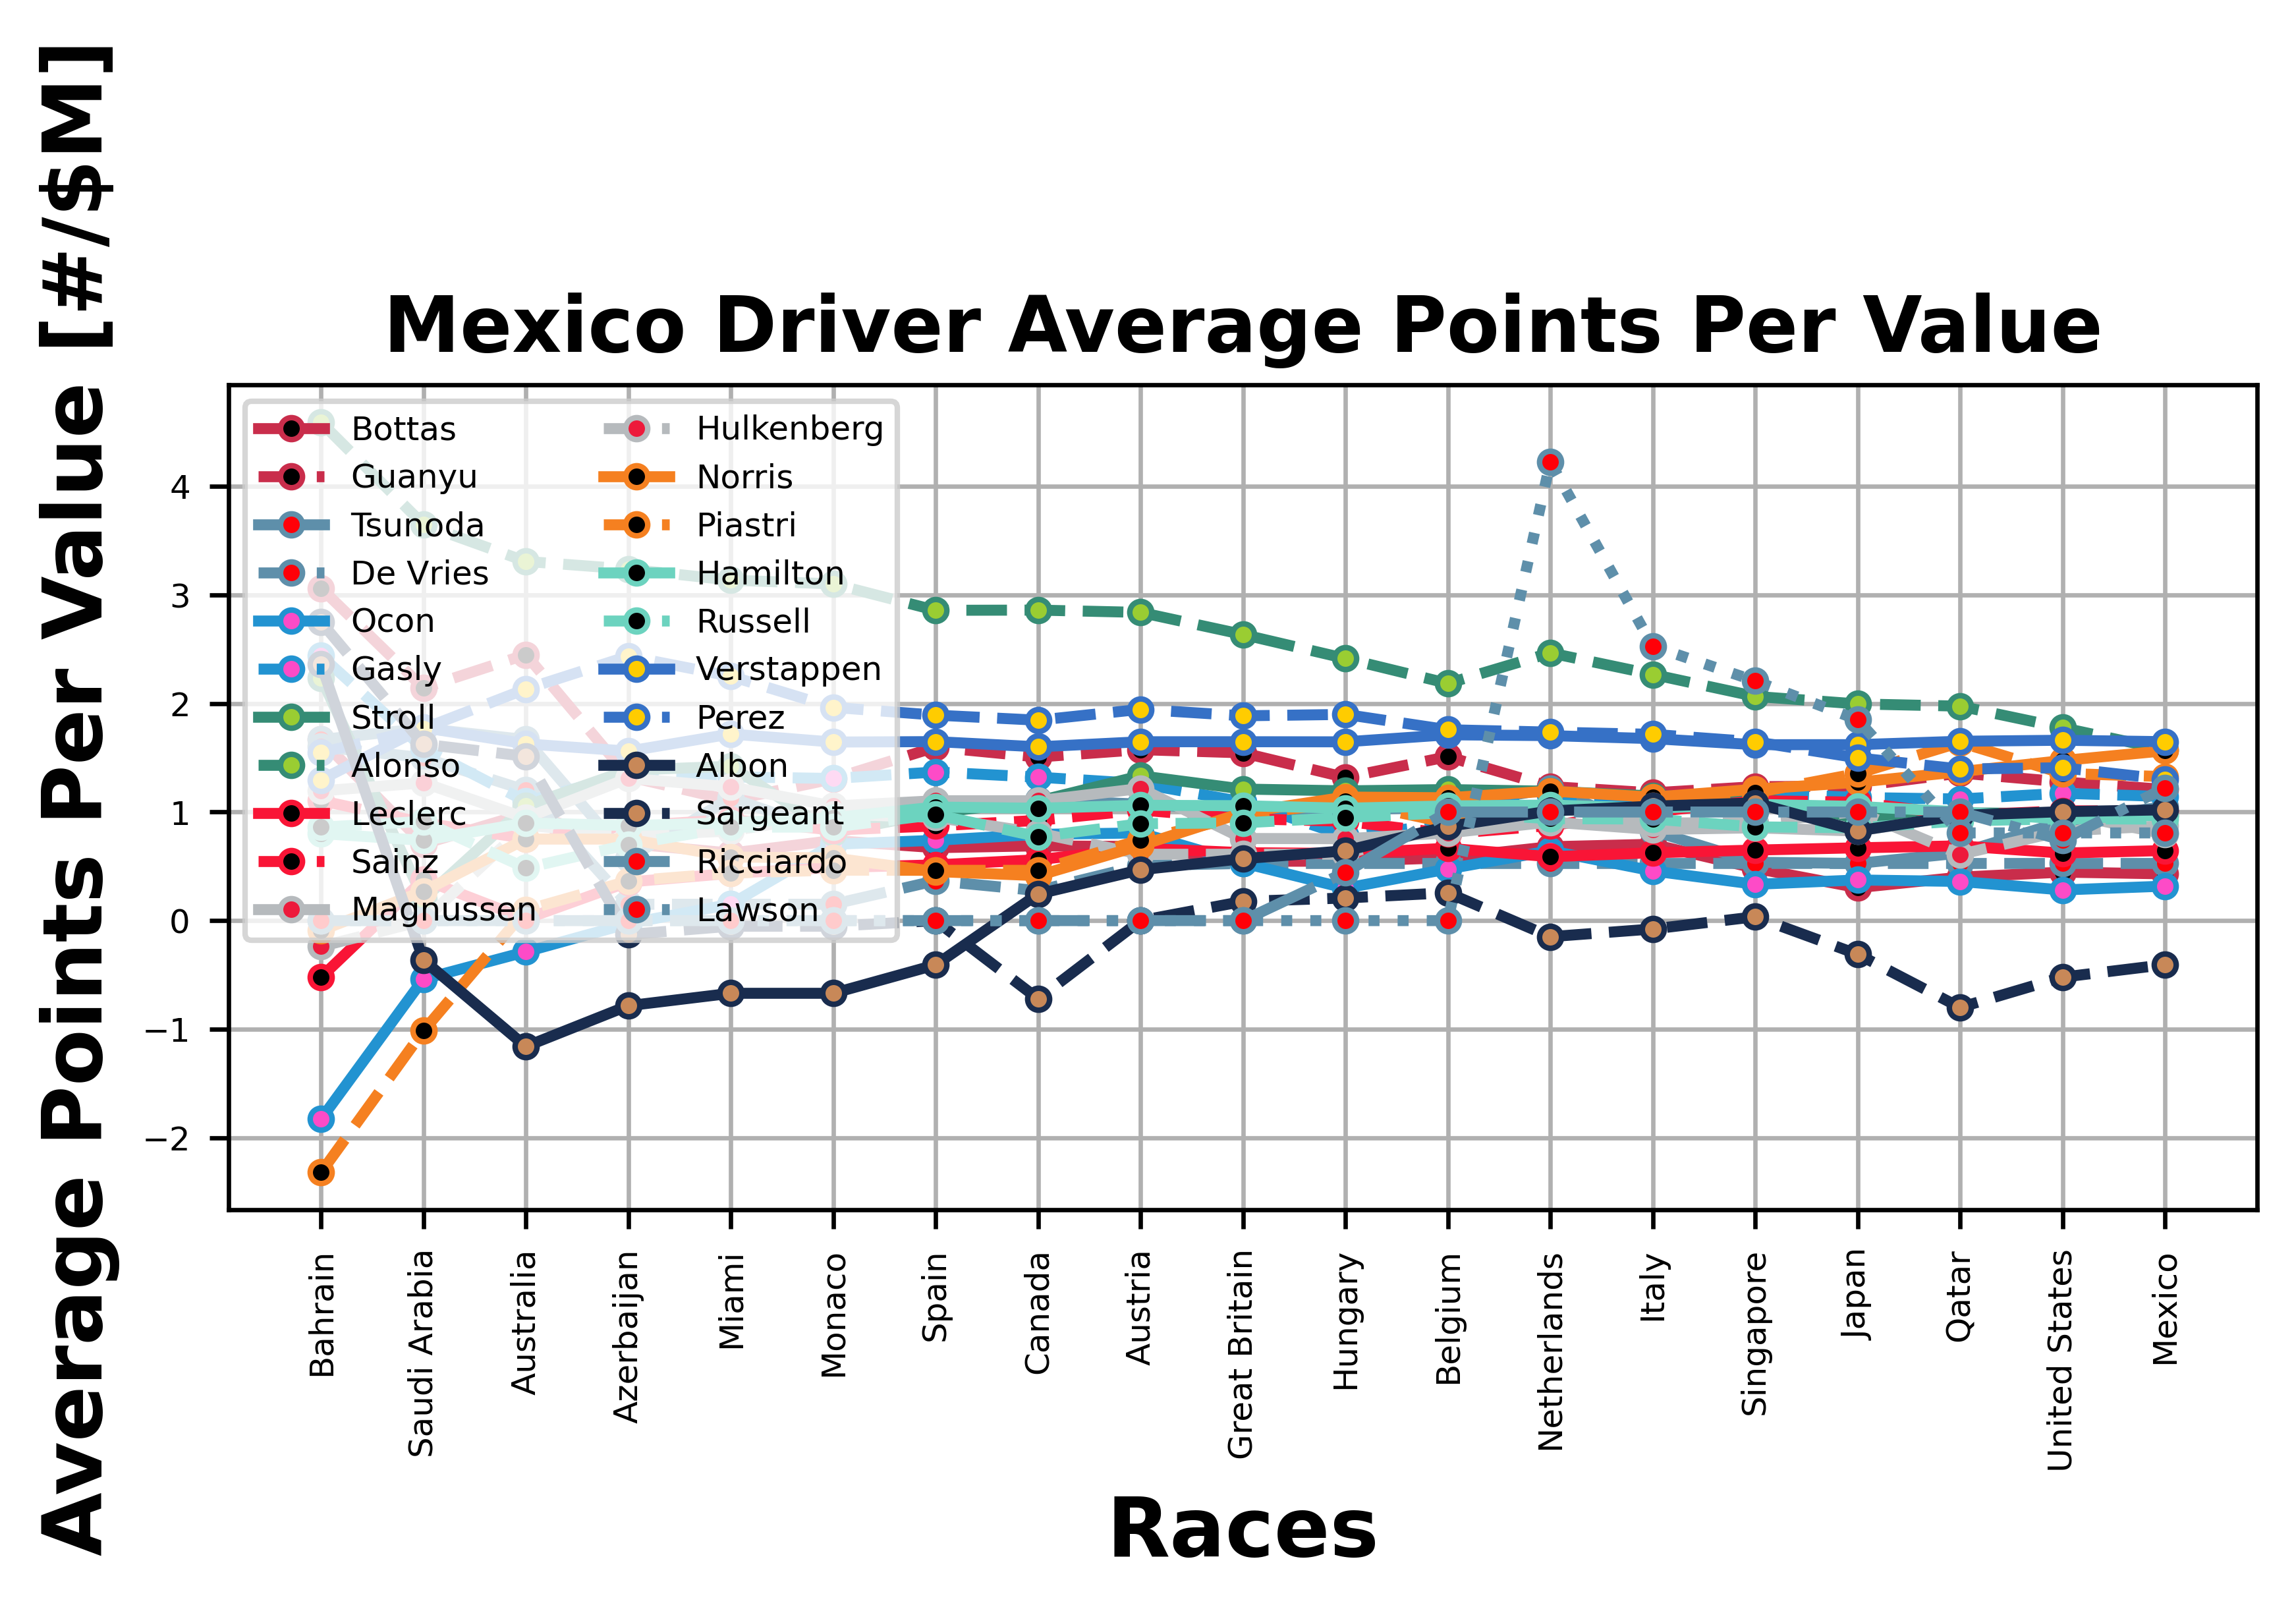 Mexico Driver Average Points Per Value
Average Points Per Value [#/$M]
4
3
2
1
0
−1
−2
Bottas
Guanyu
Tsunoda
De Vries
Ocon
Gasly
Stroll
Alonso
Leclerc
Sainz
Magnussen
Hulkenberg
Norris
Piastri
Hamilton
Russell
Verstappen
Perez
Albon
Sargeant
Ricciardo
Lawson
Bahrain
Saudi Arabia
Australia
Azerbaijan
Miami
Monaco
Spain
Canada
Austria
Great Britain
Hungary
Belgium
Netherlands
Italy
Singapore
Japan
Qatar
United States
Mexico
Races